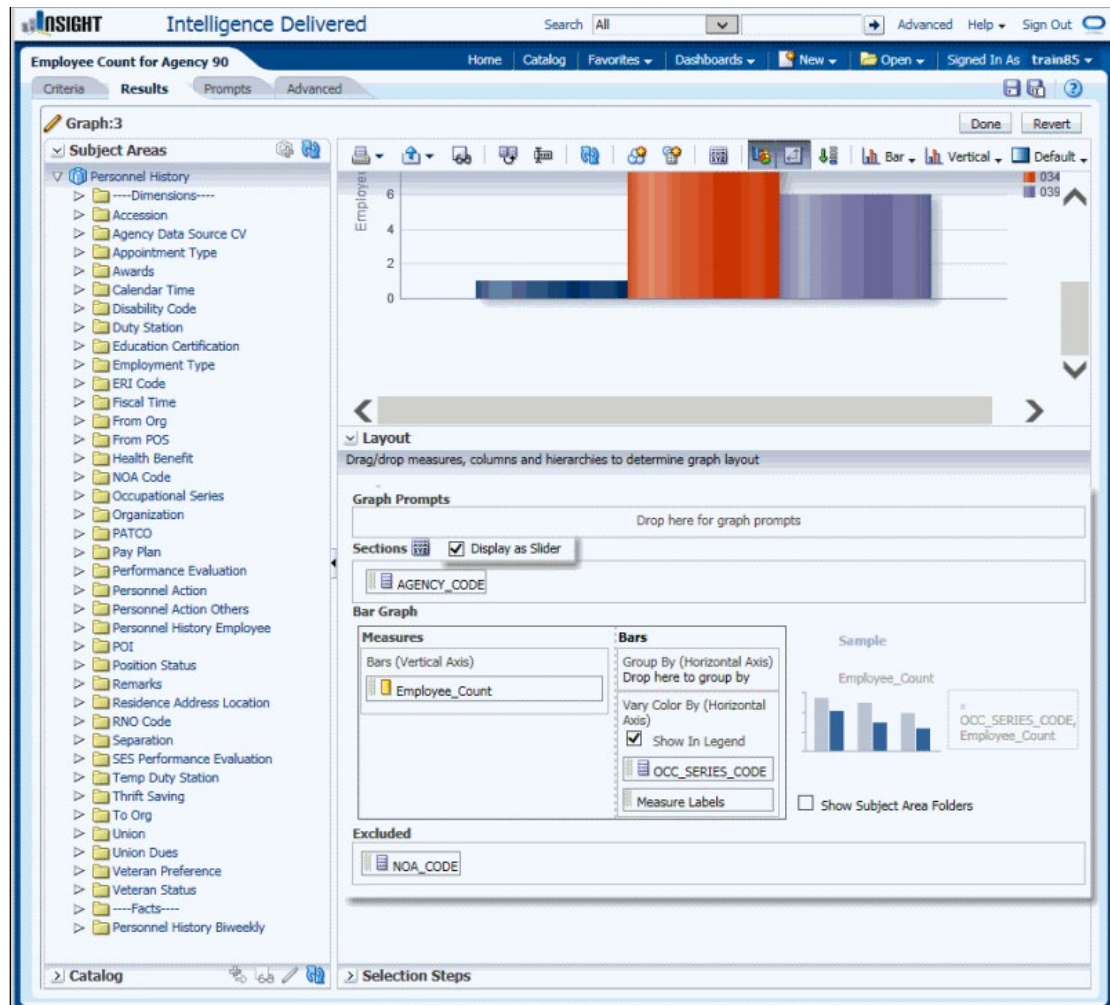 INSIGHT Intelligence Delivered Search All Advanced Help Sign Out
Employee Count for Agency 90 Home Catalog Favorites Dashboards New Open Signed In As train85
Criteria Results Prompts Advanced
Graph:3 Done Revert
Subject Areas
Bar Vertical Default
Personnel History
----Dimensions----
Accession
Agency Data Source CV
Appointment Type
Awards
Calendar Time
Disability Code
Duty Station
Education Certification
Employment Type
ERI Code
Fiscal Time
From Org
From POS
Health Benefit
NOA Code
Occupational Series
Organization
PATCO
Pay Plan
Performance Evaluation
Personnel Action
Personnel Action Others
Personnel History Employee
POI
Position Status
Remarks
Residence Address Location
RNO Code
Separation
SES Performance Evaluation
Temp Duty Station
Thrift Saving
To Org
Union
Union Dues
Veteran Preference
Veteran Status
----Facts----
Personnel History Biweekly
Catalog
034
039
6
4
2
0
Layout
Drag/drop measures, columns and hierarchies to determine graph layout
Graph Prompts
Drop here for graph prompts
Sections Display as Slider
AGENCY_CODE
Bar Graph
Measures
Bars (Vertical Axis)
Employee_Count
Bars
Group By (Horizontal Axis)
Drop here to group by
Vary Color By (Horizontal
Axis)
Show In Legend
OCC_SERIES_CODE
Measure Labels
Sample
Employee_Count
OCC_SERIES_CODE,
Employee_Count
Show Subject Area Folders
Excluded
NOA_CODE
Selection Steps